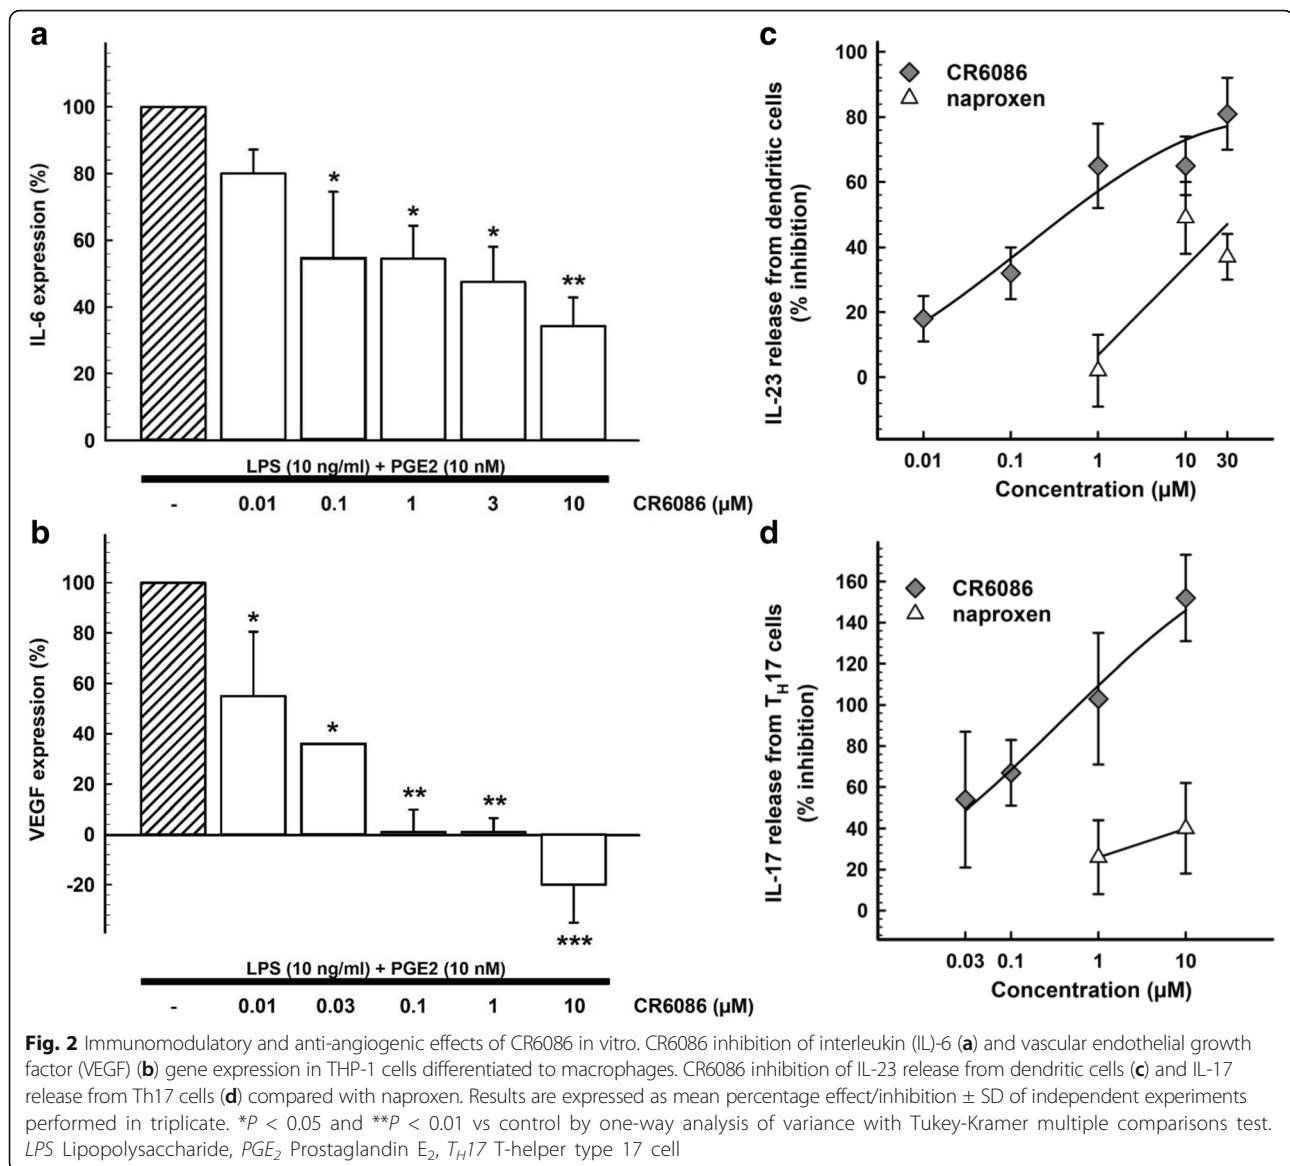 a
IL-6 expression (%)
100
80
60
40
20
0
*
*
*
**
LPS (10 ng/ml) + PGE2 (10 nM)
- 0.01 0.1 1 3 10 CR6086 (µM)
b
VEGF expression (%)
100
80
60
40
20
0
-20
*
*
**
**
***
LPS (10 ng/ml) + PGE2 (10 nM)
- 0.01 0.03 0.1 1 10 CR6086 (µM)
c
IL-23 release from dendritic cells
(% inhibition)
100
80
60
40
20
0
CR6086
naproxen
0.01 0.1 1 10 30
Concentration (µM)
d
IL-17 release from TH17 cells
(% inhibition)
160
140
120
100
80
60
40
20
0
CR6086
naproxen
0.03 0.1 1 10
Concentration (µM)
Fig. 2 Immunomodulatory and anti-angiogenic effects of CR6086 in vitro. CR6086 inhibition of interleukin (IL)-6 (a) and vascular endothelial growth
factor (VEGF) (b) gene expression in THP-1 cells differentiated to macrophages. CR6086 inhibition of IL-23 release from dendritic cells (c) and IL-17
release from Th17 cells (d) compared with naproxen. Results are expressed as mean percentage effect/inhibition ± SD of independent experiments
performed in triplicate. *P < 0.05 and **P < 0.01 vs control by one-way analysis of variance with Tukey-Kramer multiple comparisons test.
LPS Lipopolysaccharide, PGE2 Prostaglandin E2, TH17 T-helper type 17 cell